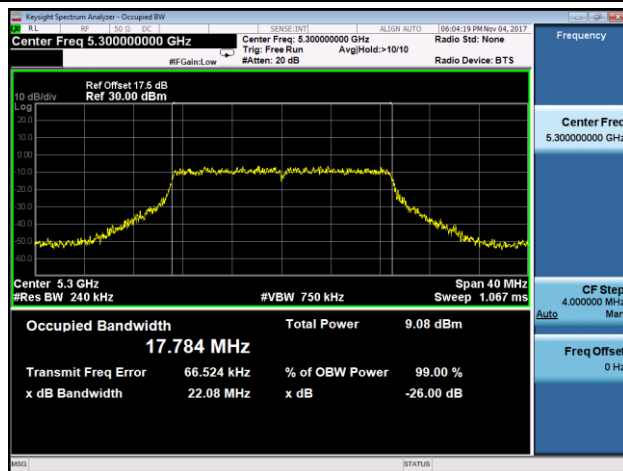 Keysight Spectrum Analyzer - Occupied BW
RL RF 50 Ω DC SENSE:INT ALIGN AUTO 06:04:19 PM Nov 04, 2017
Center Freq 5.300000000 GHz
Center Freq: 5.300000000 GHz Radio Std: None
Trig: Free Run Avg|Hold:>10/10
#IFGain:Low #Atten: 20 dB Radio Device: BTS
Frequency
Ref Offset 17.5 dB
10 dB/div Ref 30.00 dBm
Log
20.0
10.0
0.00
-10.0
-20.0
-30.0
-40.0
-50.0
-60.0
Center 5.3 GHz Span 40 MHz
#Res BW 240 kHz #VBW 750 kHz Sweep 1.067 ms
Occupied Bandwidth Total Power 9.08 dBm
17.784 MHz
Transmit Freq Error 66.524 kHz % of OBW Power 99.00 %
x dB Bandwidth 22.08 MHz x dB -26.00 dB
Center Freq
5.300000000 GHz
CF Step
4.000000 MHz
Auto Man
Freq Offset
0 Hz
MSG STATUS